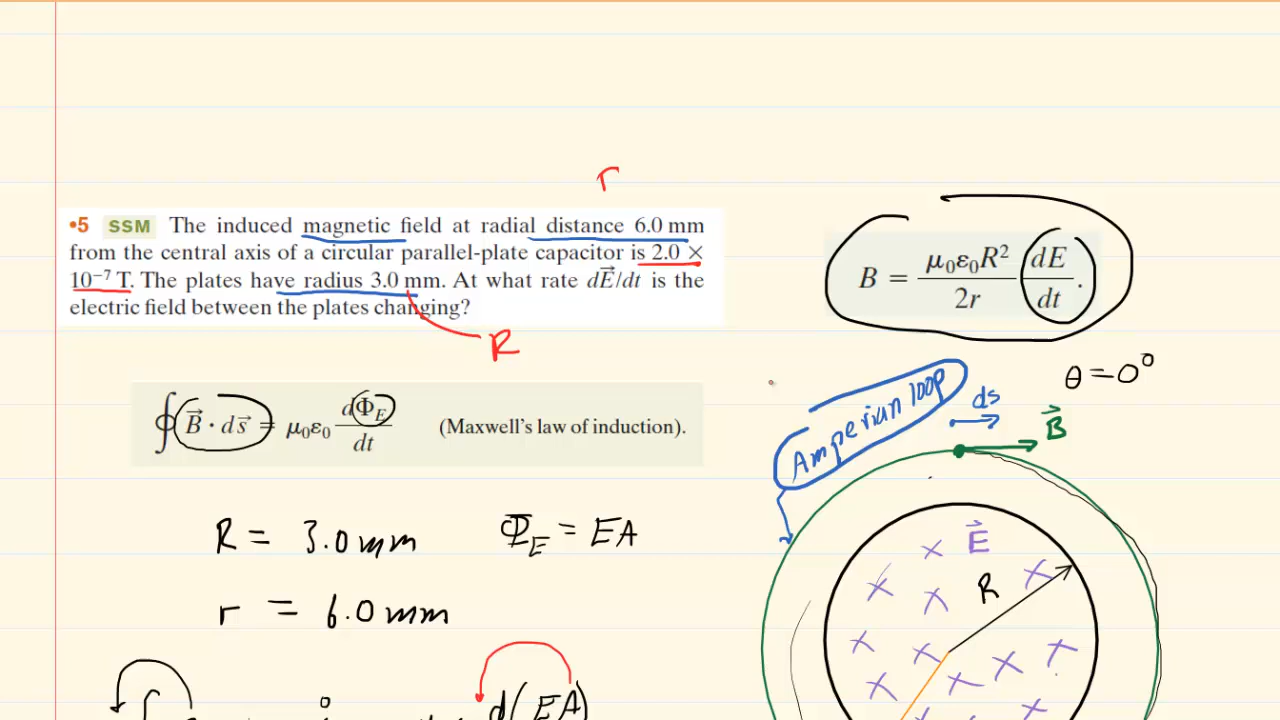 r
•5 SSM The induced magnetic field at radial distance 6.0 mm
from the central axis of a circular parallel-plate capacitor is 2.0 ×
10⁻⁷ T. The plates have radius 3.0 mm. At what rate dE⃗/dt is the
electric field between the plates changing?
R
B = μ₀ε₀R²/2r dE/dt.
∮ B⃗ · ds⃗ = μ₀ε₀ dΦE/dt (Maxwell's law of induction).
θ = 0°
Amperian loop
ds
B⃗
R = 3.0 mm
ΦE = EA
E⃗
R
r = 6.0 mm
d(EA)